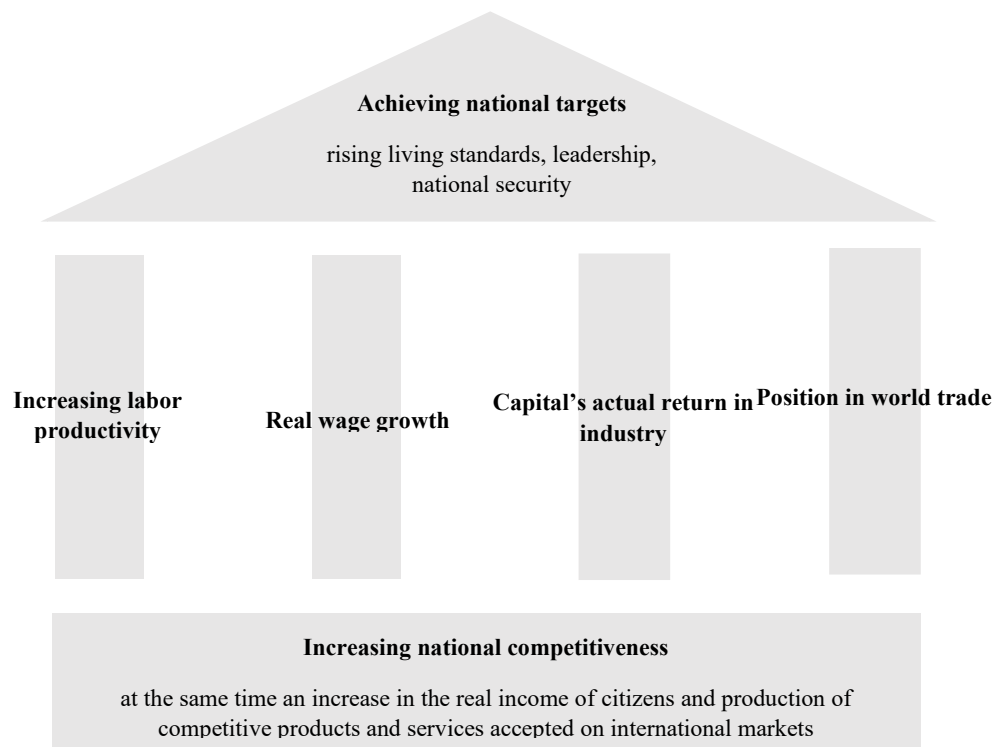 Achieving national targets
rising living standards, leadership,
national security
Increasing labor
productivity
Real wage growth
Capital’s actual return in
industry
Position in world trade
Increasing national competitiveness
at the same time an increase in the real income of citizens and production of
competitive products and services accepted on international markets